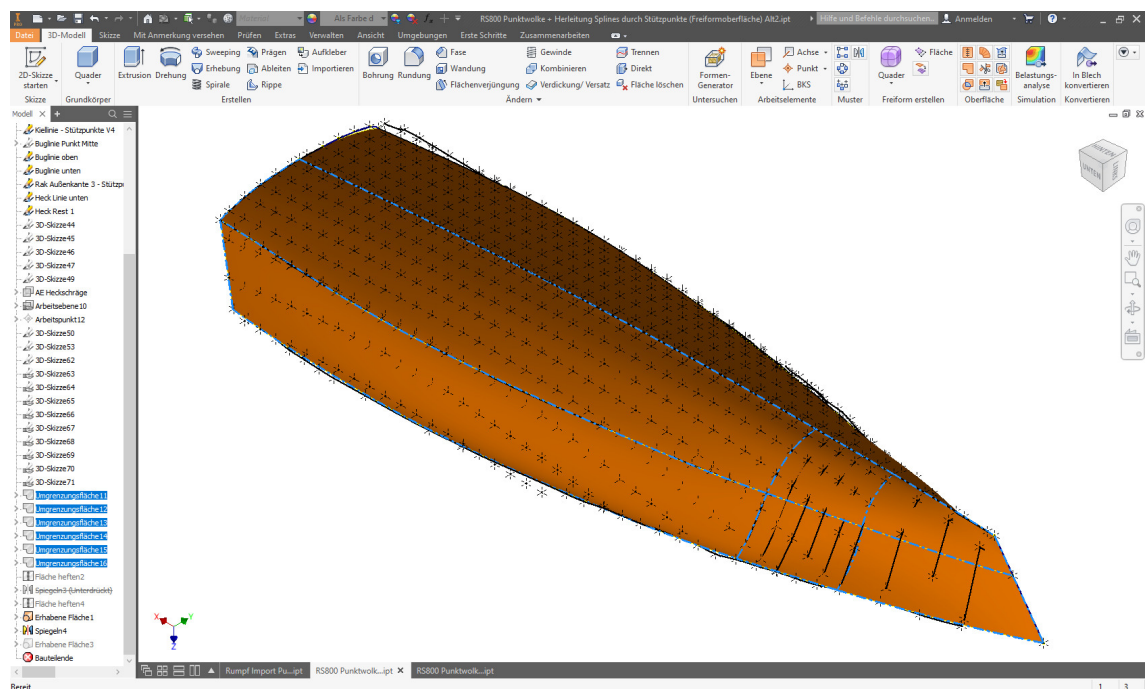 PRO
Material
Als Farbe d
RS800 Punktwolke + Herleitung Splines durch Stützpunkte (Freiformoberfläche) Alt2.ipt
Hilfe und Befehle durchsuchen...
Anmelden
Datei 3D-Modell Skizze Mit Anmerkung versehen Prüfen Extras Verwalten Ansicht Umgebungen Erste Schritte Zusammenarbeiten
Sweeping Prägen Aufkleber Fase Gewinde Trennen Achse Fläche
Erhebung Ableiten Importieren Wandung Kombinieren Direkt Punkt
Spirale Rippe Flächenverjüngung Verdickung/ Versatz Fläche löschen BKS
2D-Skizze starten Quader Extrusion Drehung Bohrung Rundung Formen-Generator Ebene Quader Belastungs-analyse In Blech konvertieren
Skizze Grundkörper Erstellen Ändern Untersuchen Arbeitselemente Muster Freiform erstellen Oberfläche Simulation Konvertieren
Modell
Kiellinie - Stützpunkte V4
Buglinie Punkt Mitte
Buglinie oben
Buglinie unten
Rak Außenkante 3 - Stützpu
Heck Linie unten
Heck Rest 1
3D-Skizze44
3D-Skizze45
3D-Skizze46
3D-Skizze47
3D-Skizze49
AE Heckschräge
Arbeitsebene10
Arbeitspunkt12
3D-Skizze50
3D-Skizze53
3D-Skizze62
3D-Skizze63
3D-Skizze64
3D-Skizze65
3D-Skizze66
3D-Skizze67
3D-Skizze68
3D-Skizze69
3D-Skizze70
3D-Skizze71
Umgrenzungsfläche11
Umgrenzungsfläche12
Umgrenzungsfläche13
Umgrenzungsfläche14
Umgrenzungsfläche15
Umgrenzungsfläche16
Fläche heften2
Spiegeln3 (Unterdrückt)
Fläche heften4
Erhabene Fläche1
Spiegeln4
Erhabene Fläche3
Bauteilende
HINTEN
UNTEN
LINKS
X
Y
Z
Rumpf Import Pu...ipt RS800 Punktwolk...ipt RS800 Punktwolk...ipt
Bereit
1 3